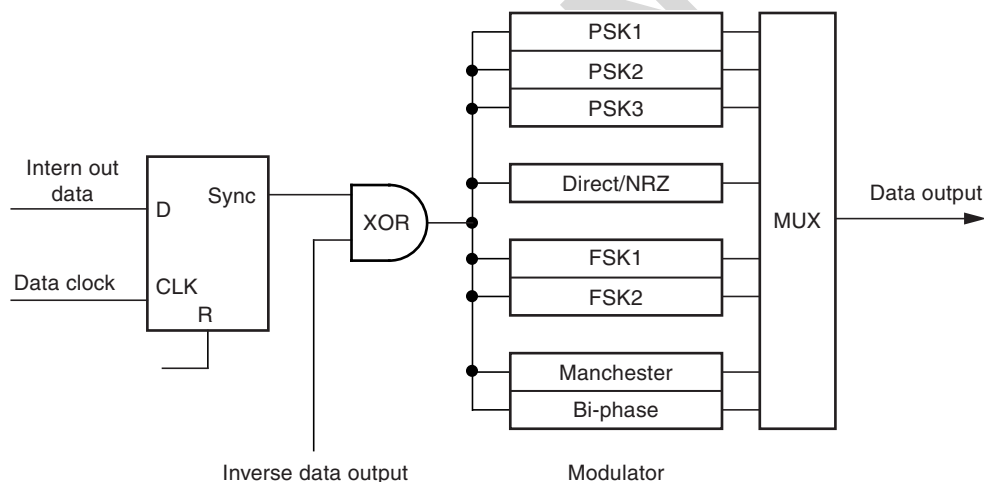 Intern out
data
Data clock
D
Sync
CLK
R
XOR
Inverse data output
PSK1
PSK2
PSK3
Direct/NRZ
FSK1
FSK2
Manchester
Bi-phase
Modulator
MUX
Data output